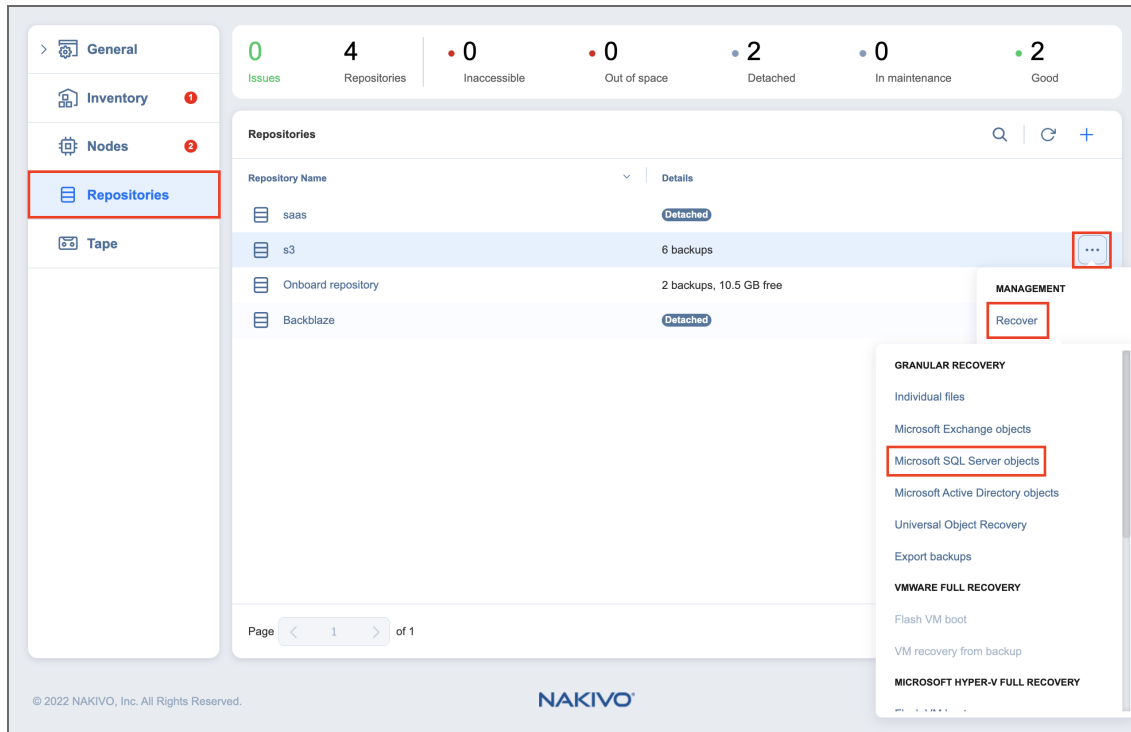 General
Inventory 1
Nodes 2
Repositories
Tape
0 4 0 0 2 0 2
Issues Repositories Inaccessible Out of space Detached In maintenance Good
Repositories
Repository Name Details
saas Detached
s3 6 backups
Onboard repository 2 backups, 10.5 GB free
Backblaze Detached
MANAGEMENT
Recover
GRANULAR RECOVERY
Individual files
Microsoft Exchange objects
Microsoft SQL Server objects
Microsoft Active Directory objects
Universal Object Recovery
Export backups
VMWARE FULL RECOVERY
Flash VM boot
VM recovery from backup
MICROSOFT HYPER-V FULL RECOVERY
Page 1 of 1
© 2022 NAKIVO, Inc. All Rights Reserved.
NAKIVO®